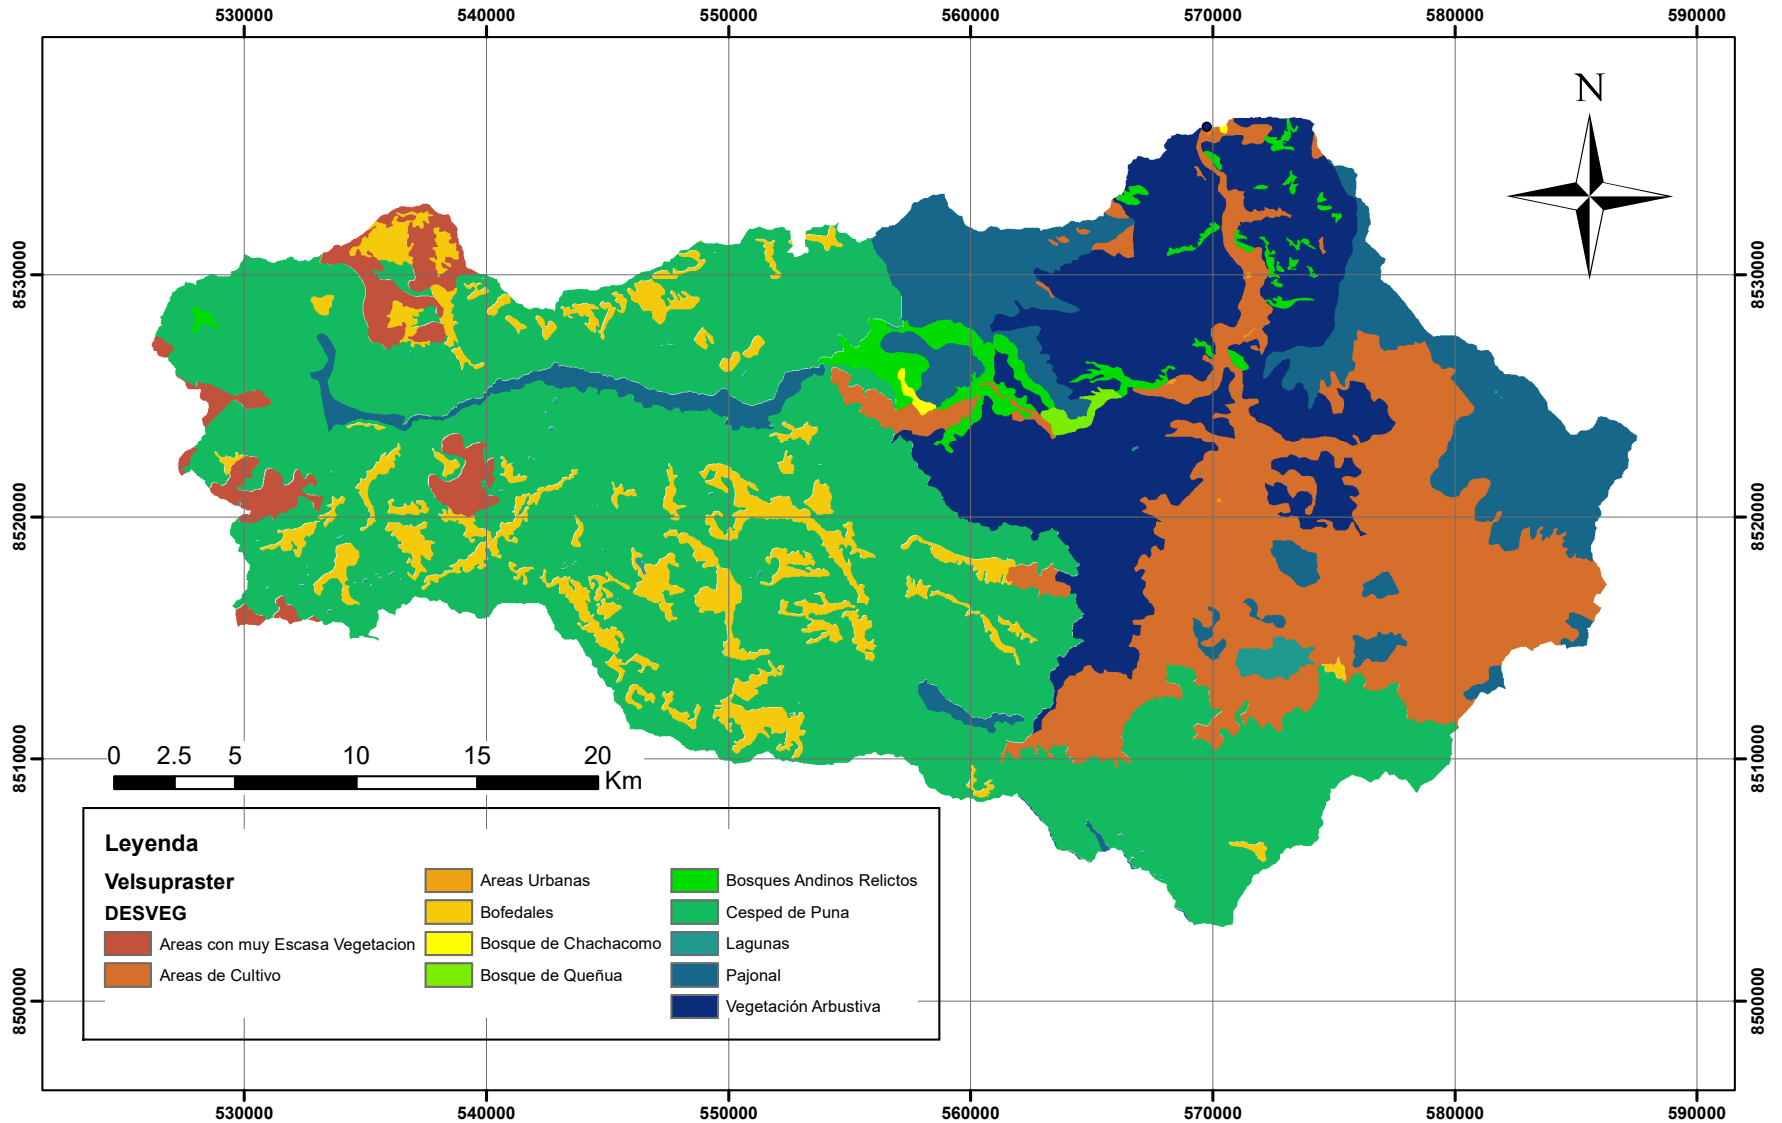 530000 540000 550000 560000 570000 580000 590000
N
8530000 8530000
8520000 8520000
8510000 8510000
8500000 8500000
0 2.5 5 10 15 20
Km
Leyenda
Velsupraster
DESVEG
Areas con muy Escasa Vegetacion
Areas de Cultivo
Areas Urbanas
Bofedales
Bosque de Chachacomo
Bosque de Queñua
Bosques Andinos Relictos
Cesped de Puna
Lagunas
Pajonal
Vegetación Arbustiva
530000 540000 550000 560000 570000 580000 590000